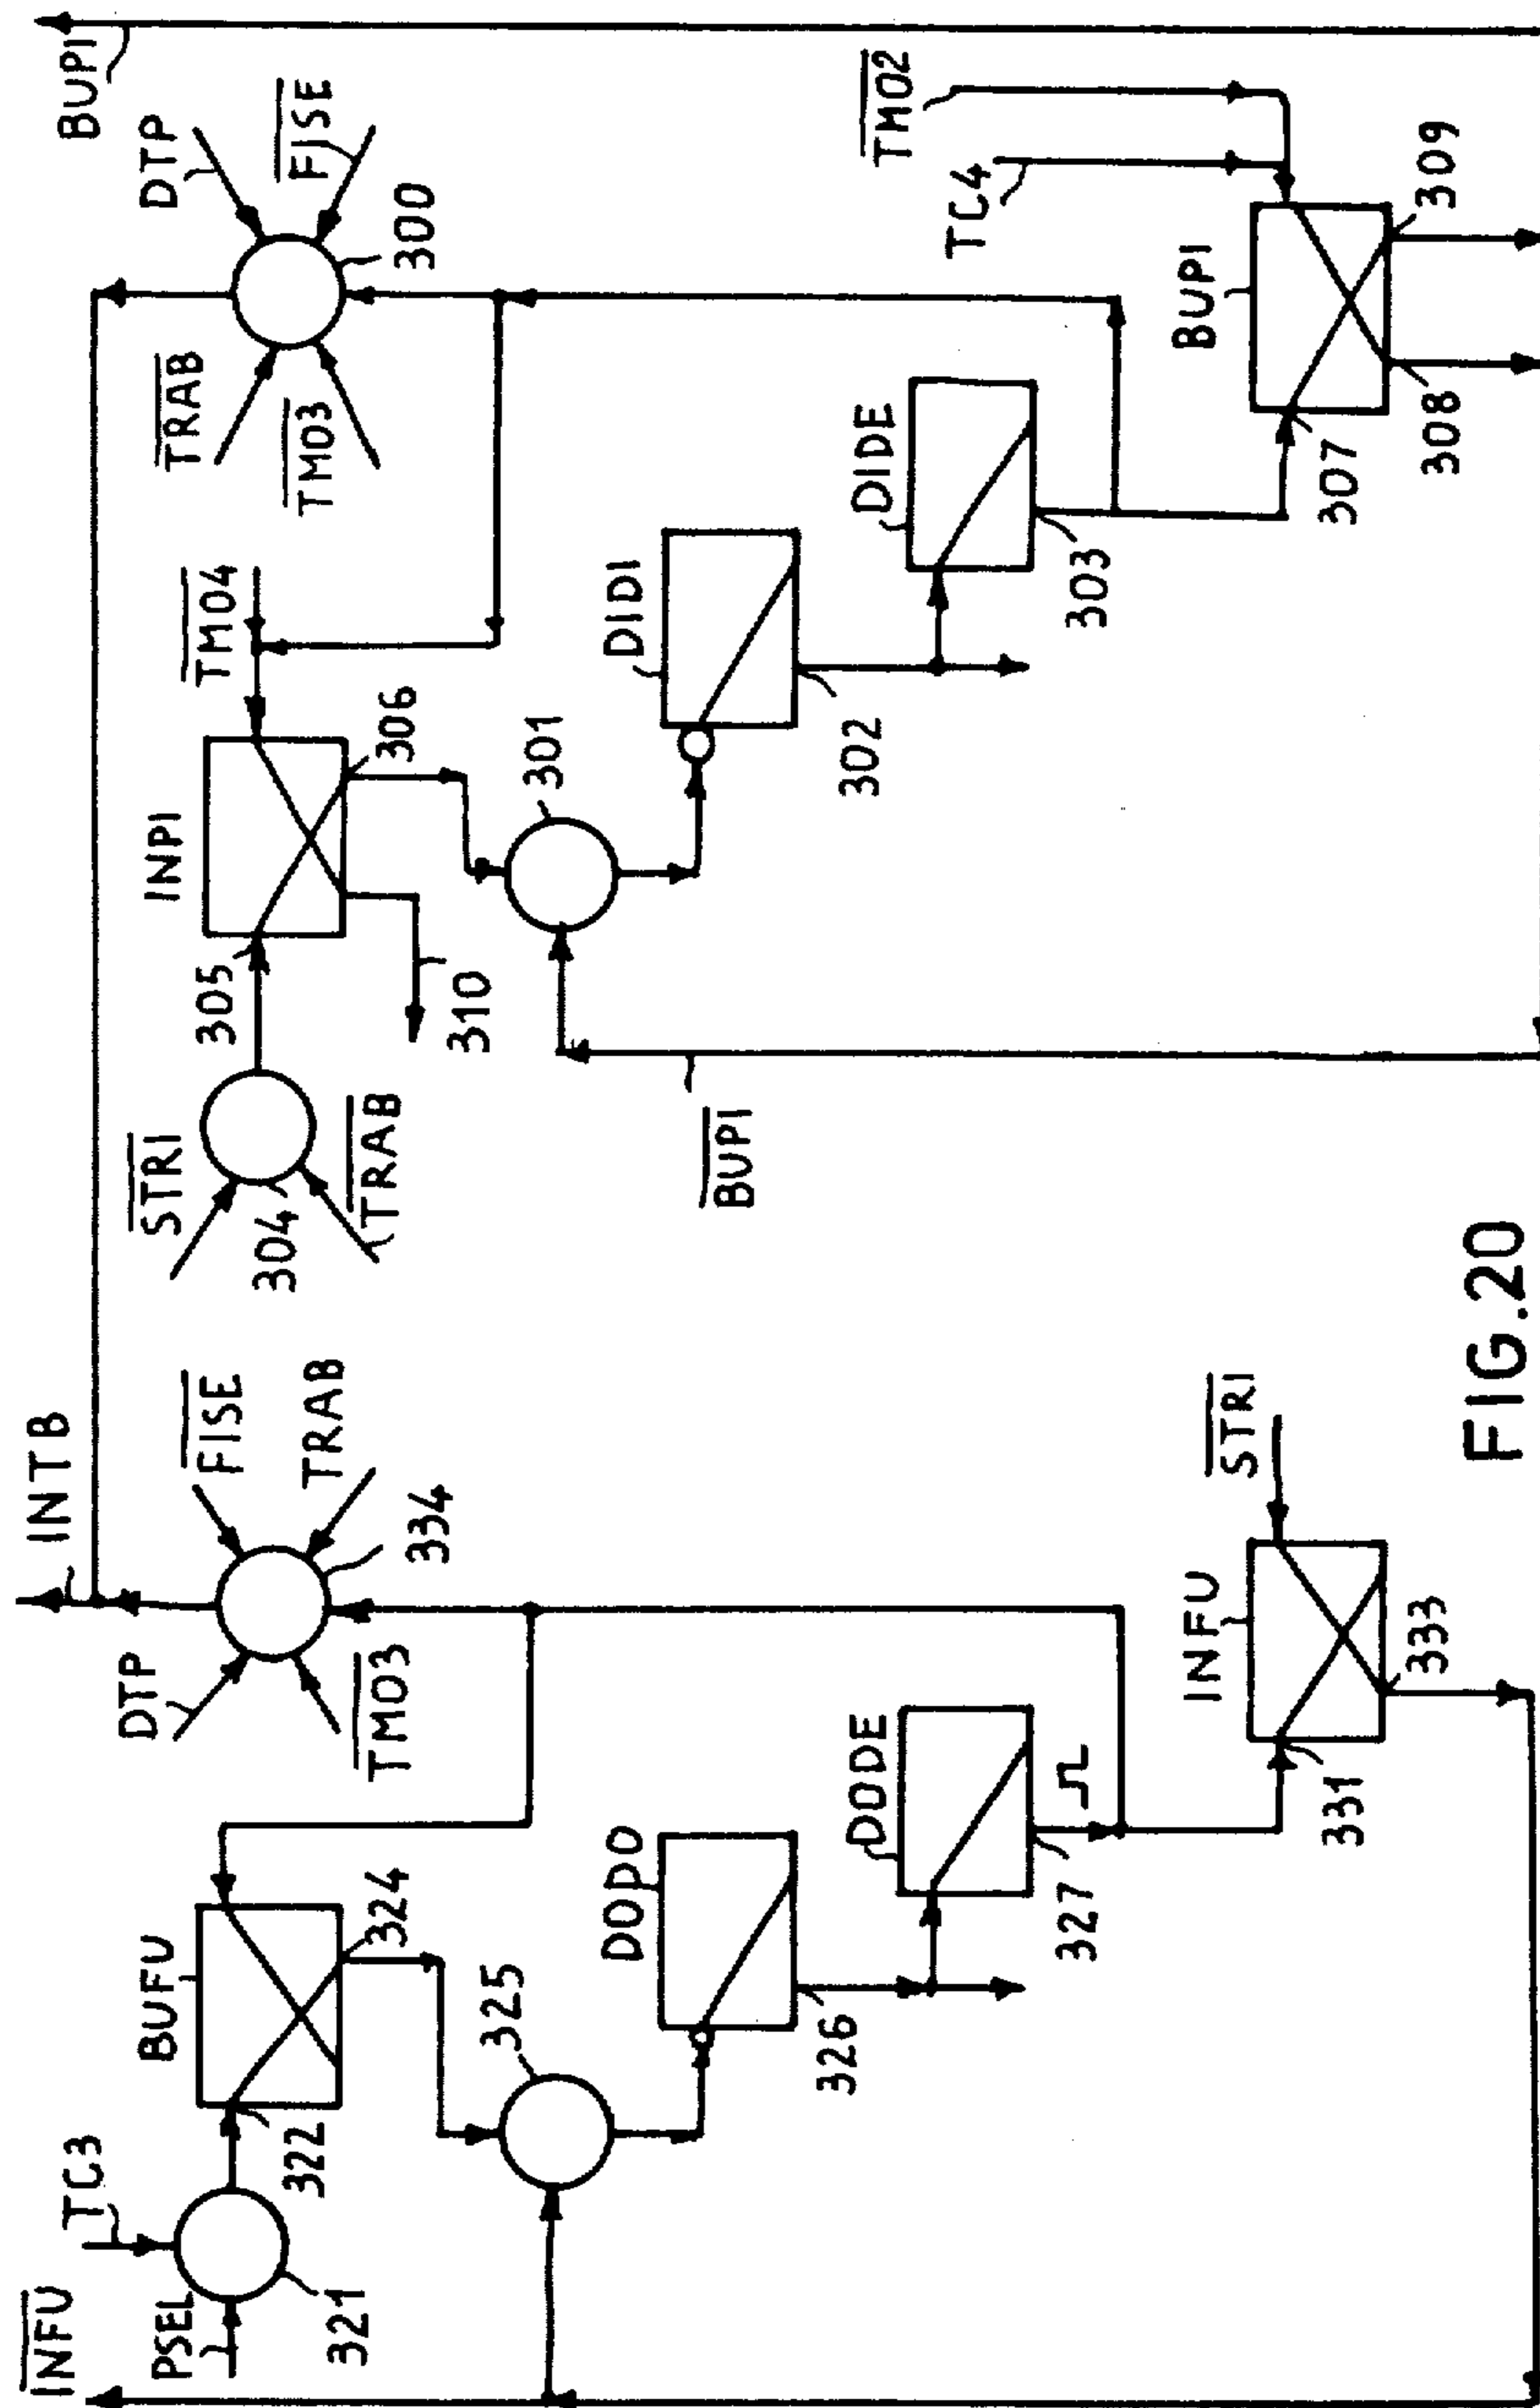 INFU
TC3
PSEL
321
322
BUFU
324
325
DODO
326
DODE
327
INTB
DTP
FISE
TRAB
TM03
334
INFU
STRI
331
333
STRI
TRAB
304
305
INPI
306
310
301
TM04
BUPI
DIDI
302
DIDE
303
TRAB
DTP
FISE
TM03
300
BUPI
TM02
TC4
BUPI
307
308
309
FIG.20